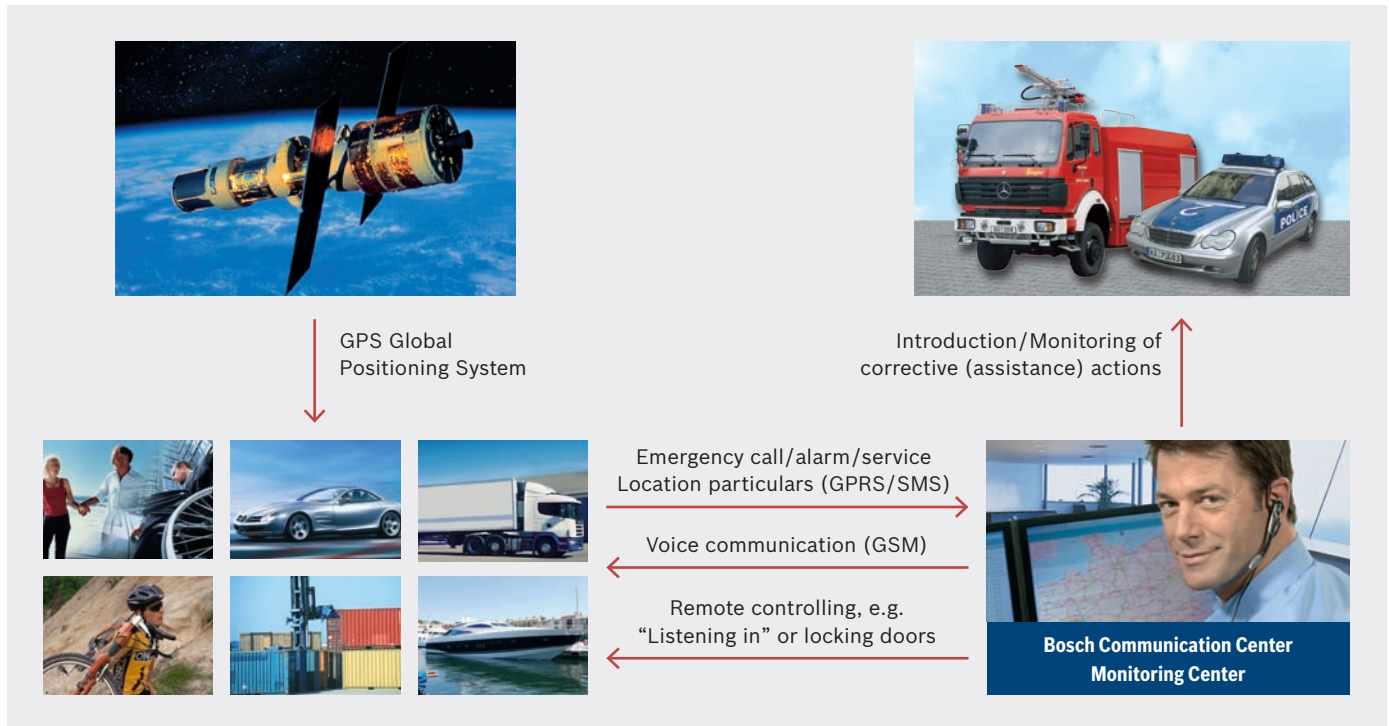 GPS Global
Positioning System
Introduction/Monitoring of
corrective (assistance) actions
POLICE
Emergency call/alarm/service
Location particulars (GPRS/SMS)
Voice communication (GSM)
Remote controlling, e.g.
“Listening in” or locking doors
Bosch Communication Center
Monitoring Center